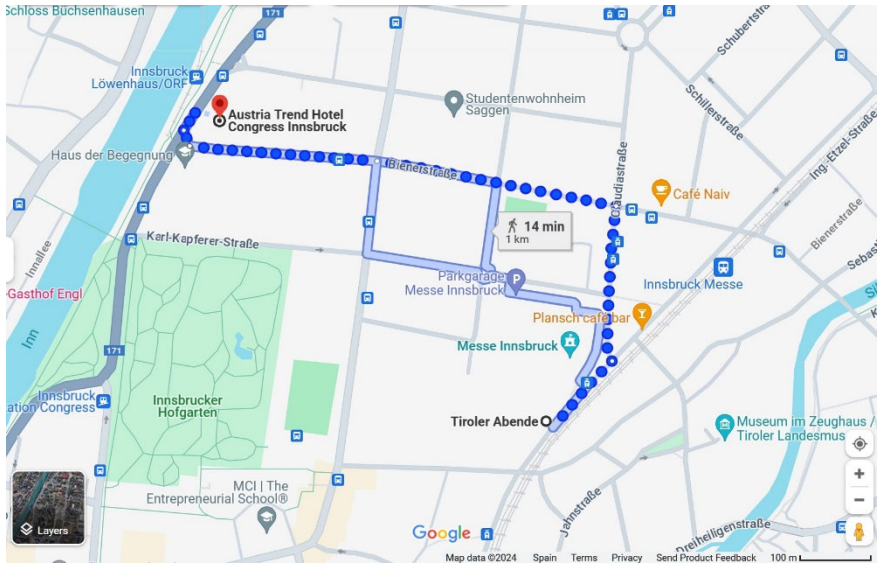 Schloss Büchsenhausen
171
Innsbruck
Löwenhaus/ORF
Austria Trend Hotel
Congress Innsbruck
Studentenwohnheim
Saggen
Schubertstr
Schillerstraße
Ing.-Etzel-Straße
Haus der Begegnung
Bienerstraße
Claudiastraße
Café Naiv
Bienerstraße
Sebasti
14 min
1 km
Karl-Kapferer-Straße
Innallee
-Gasthof Engl
Parkgarage
Messe Innsbruck
P
Innsbruck Messe
Plansch café bar
Inn
171
Messe Innsbruck
Innsbruck
ation Congress
Innsbrucker
Hofgarten
Tiroler Abende
Museum im Zeughaus /
Tiroler Landesmus
MCI | The
Entrepreneurial School®
Jahnstraße
Dreiheiligenstraße
Layers
Google
Map data ©2024 Spain Terms Privacy Send Product Feedback 100 m